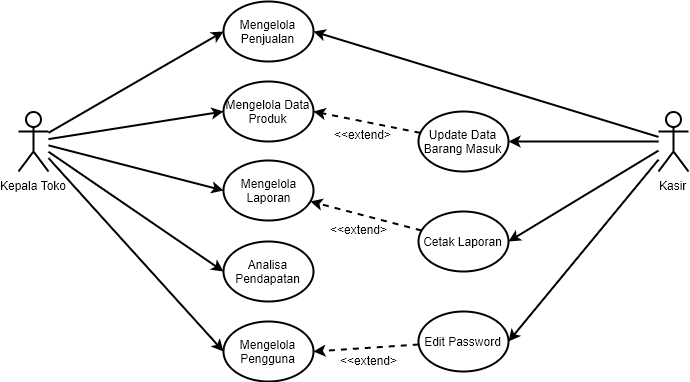 Mengelola
Penjualan
Mengelola Data
Produk
<<extend>
Update Data
Barang Masuk
Kepala Toko
Kasir
Mengelola
Laporan
<<extend>
Cetak Laporan
Analisa
Pendapatan
Mengelola
Pengguna
<<extend>
Edit Password